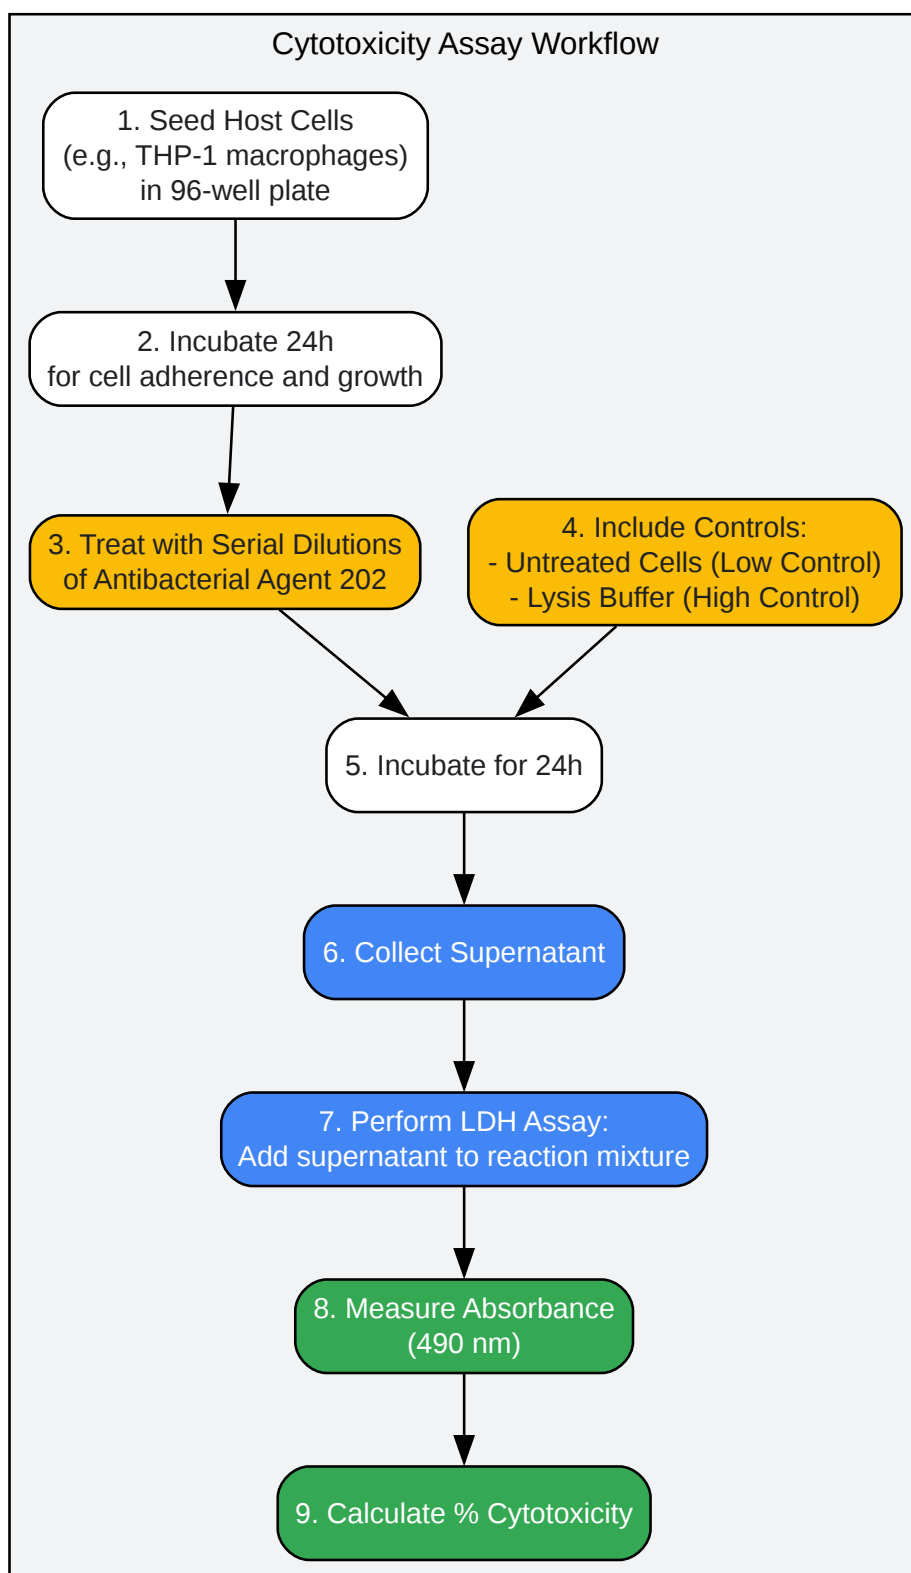 Cytotoxicity Assay Workflow
1. Seed Host Cells
(e.g., THP-1 macrophages)
in 96-well plate
2. Incubate 24h
for cell adherence and growth
3. Treat with Serial Dilutions
of Antibacterial Agent 202
4. Include Controls:
- Untreated Cells (Low Control)
- Lysis Buffer (High Control)
5. Incubate for 24h
6. Collect Supernatant
7. Perform LDH Assay:
Add supernatant to reaction mixture
8. Measure Absorbance
(490 nm)
9. Calculate % Cytotoxicity